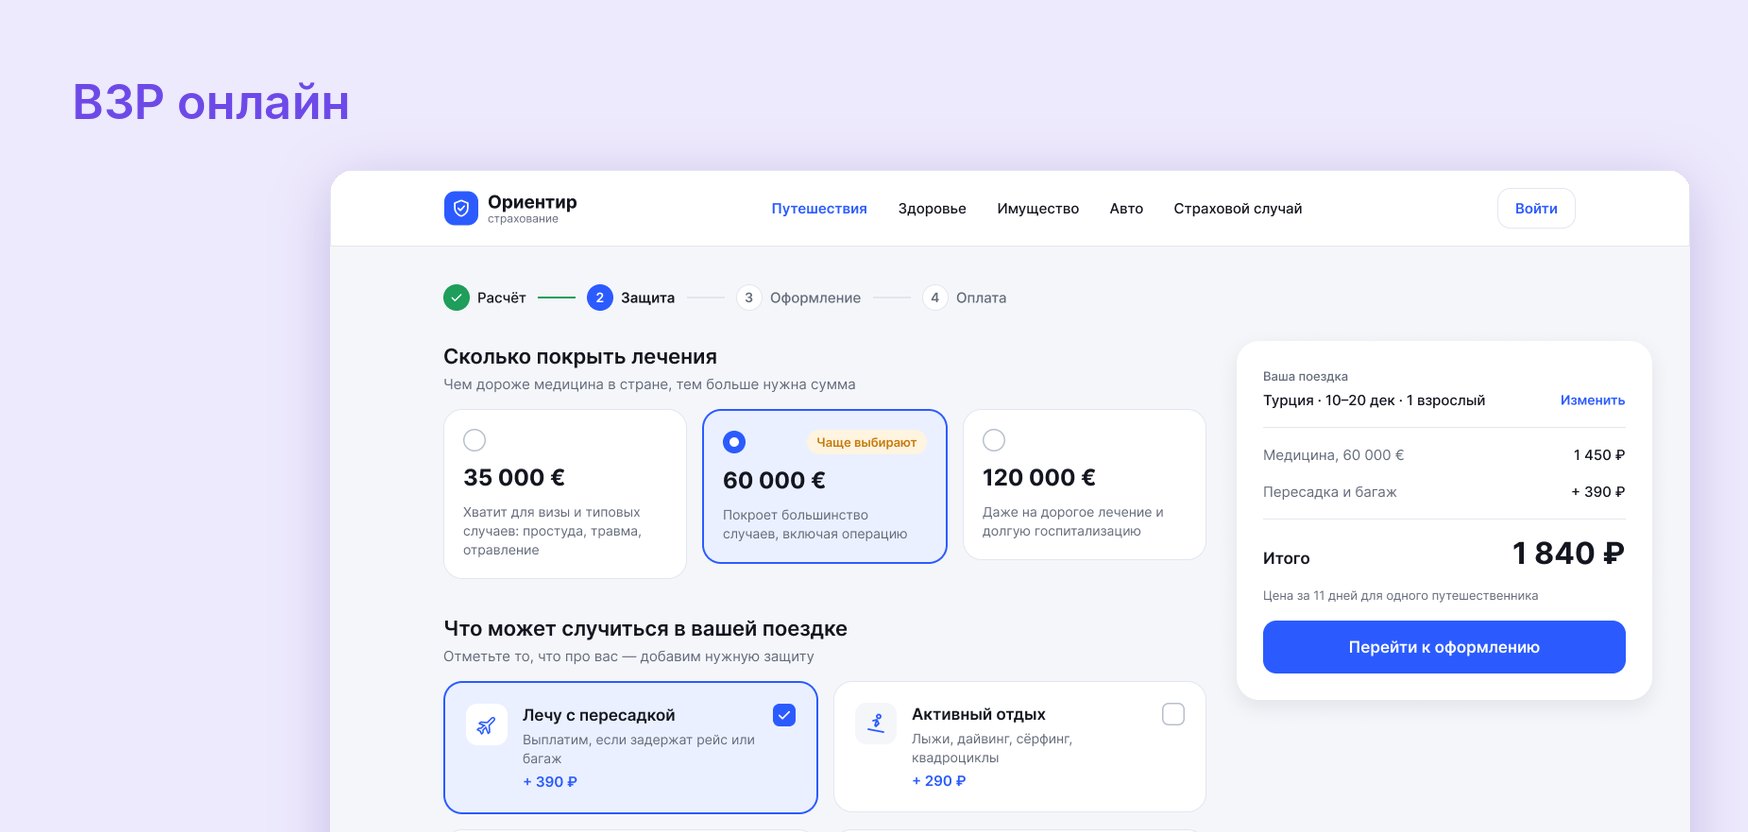 ВЗР онлайн
Ориентир
страхование
Путешествия
Здоровье
Имущество
Авто
Страховой случай
Войти
Расчёт
2 Защита
3 Оформление
4 Оплата
Сколько покрыть лечения
Чем дороже медицина в стране, тем больше нужна сумма
35 000 €
Хватит для визы и типовых
случаев: простуда, травма,
отравление
Чаще выбирают
60 000 €
Покроет большинство
случаев, включая операцию
120 000 €
Даже на дорогое лечение и
долгую госпитализацию
Что может случиться в вашей поездке
Отметьте то, что про вас — добавим нужную защиту
Лечу с пересадкой
Выплатим, если задержат рейс или
багаж
+ 390 ₽
Активный отдых
Лыжи, дайвинг, сёрфинг,
квадроциклы
+ 290 ₽
Ваша поездка
Турция · 10–20 дек · 1 взрослый
Изменить
Медицина, 60 000 €
1 450 ₽
Пересадка и багаж
+ 390 ₽
Итого
1 840 ₽
Цена за 11 дней для одного путешественника
Перейти к оформлению